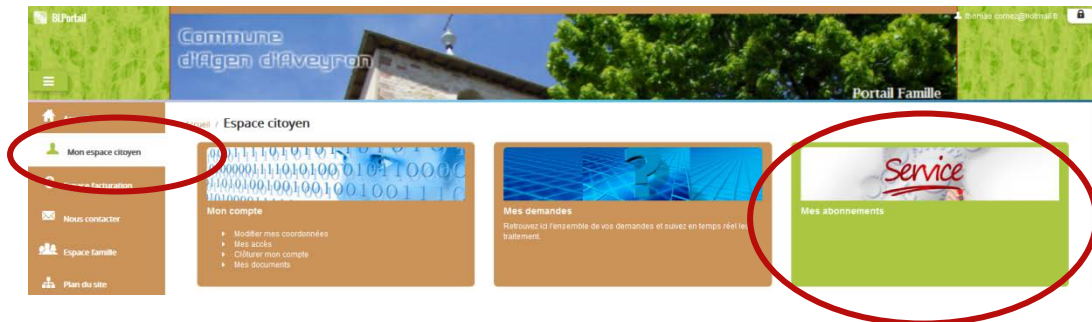 BLPortail
Commune
d'Agen d'Aveyron
Portail Famille
Espace citoyen
Mon espace citoyen
Espace facturation
Nous contacter
Espace famille
Plan du site
Mon compte
Modifier mes coordonnées
Mes accès
Clôturer mon compte
Mes documents
Mes demandes
Retrouvez ici l'ensemble de vos demandes et suivez en temps réel leur
traitement.
Service
Mes abonnements